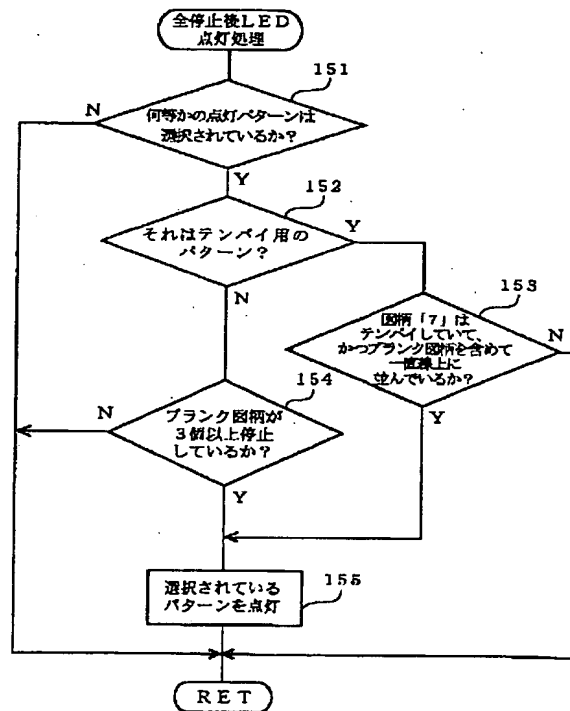 全停止後LED
点灯処理
151
N
何等かの点灯パターンは
選択されているか?
Y
152
それはテンパイ用の
パターン?
Y
N
153
図柄「7」は
テンパイしていて、
かつブランク図柄を含めて
一直線上に
並んでいるか?
N
154
N
ブランク図柄が
3個以上停止
しているか?
Y
Y
155
選択されている
パターンを点灯
RET